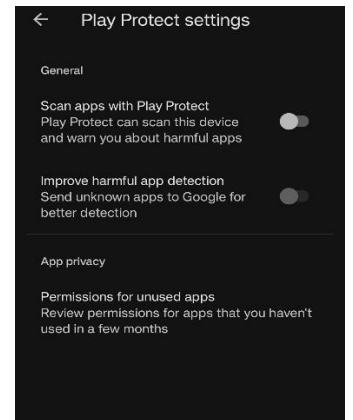 Play Protect settings
General
Scan apps with Play Protect
Play Protect can scan this device
and warn you about harmful apps
Improve harmful app detection
Send unknown apps to Google for
better detection
App privacy
Permissions for unused apps
Review permissions for apps that you haven't
used in a few months